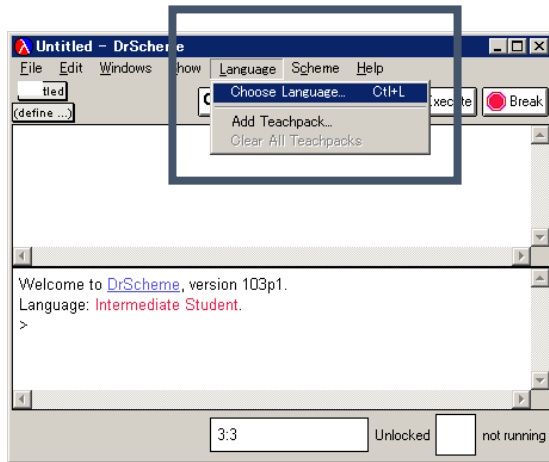 Untitled - DrScheme
File Edit Windows how Language Scheme Help
tled
(define ...)
Choose Language... Ctl+L
xecute Break
Add Teachpack...
Clear All Teachpacks
Welcome to DrScheme, version 103p1.
Language: Intermediate Student.
>
3:3 Unlocked not running